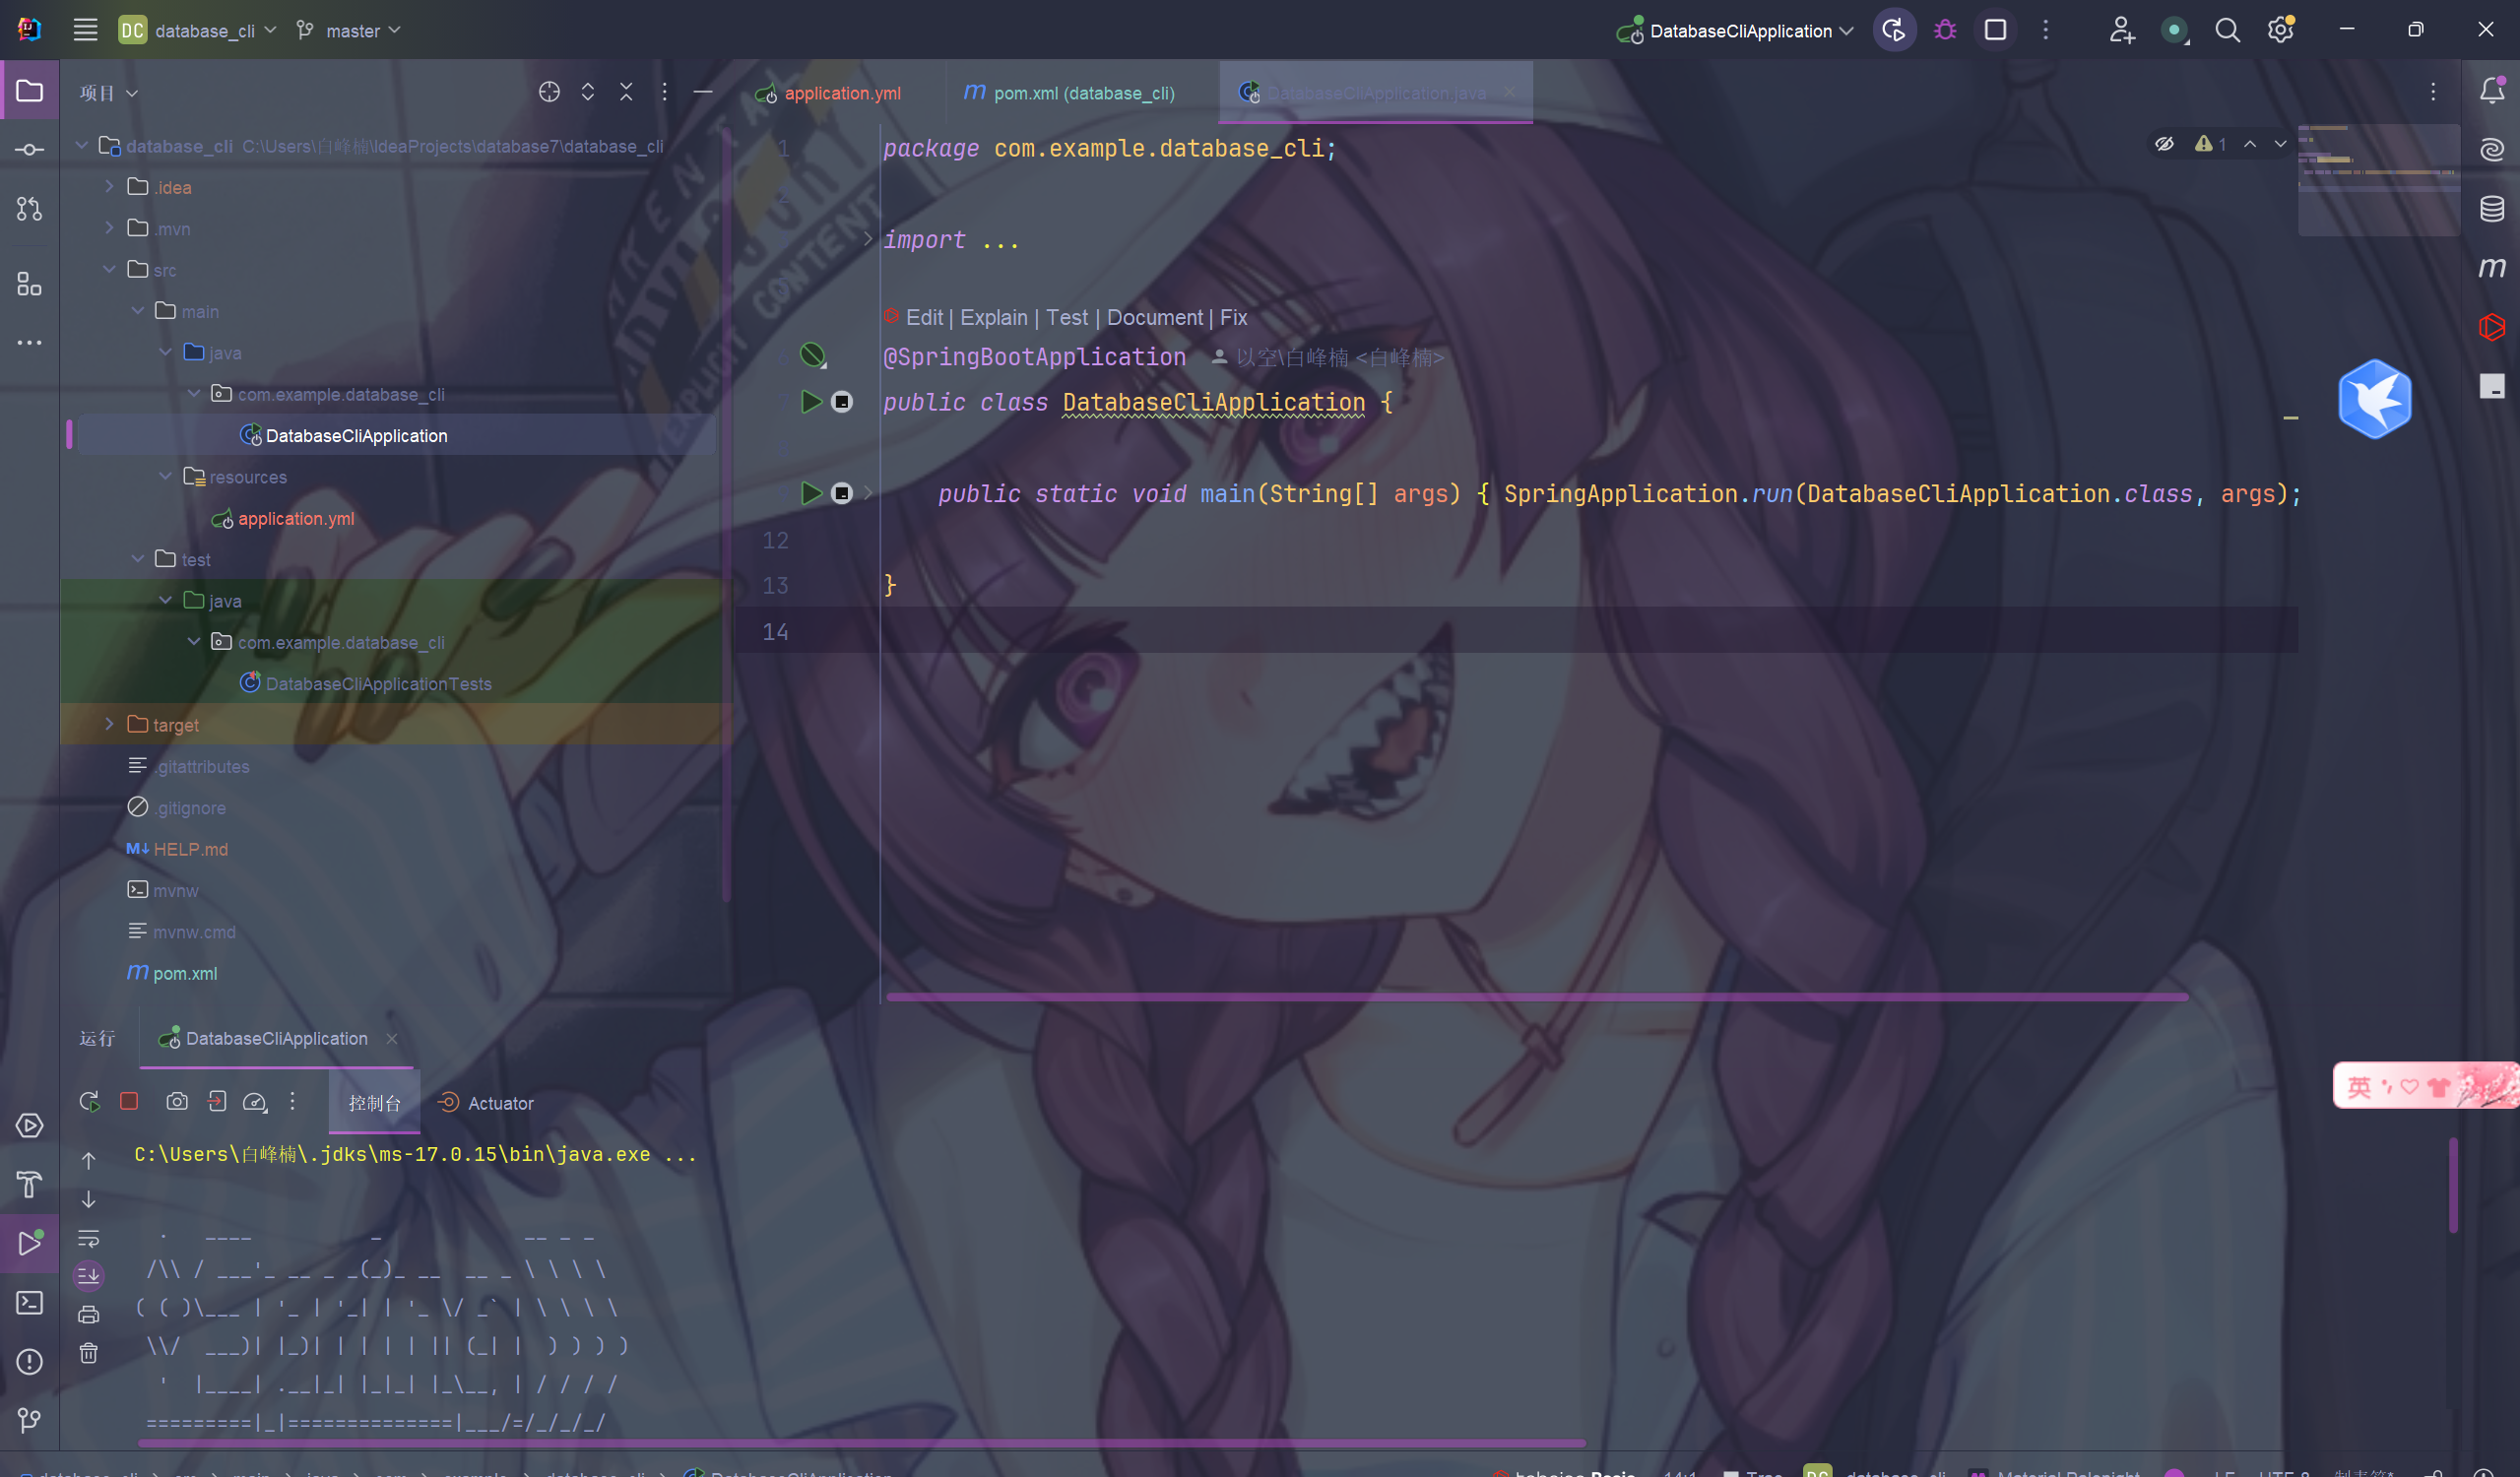 DC database_cli master
DatabaseCliApplication
项目
database_cli C:\Users\白峰楠\IdeaProjects\database7\database_cli
.idea
.mvn
src
main
java
com.example.database_cli
DatabaseCliApplication
resources
application.yml
test
java
com.example.database_cli
DatabaseCliApplicationTests
target
.gitattributes
.gitignore
HELP.md
mvnw
mvnw.cmd
pom.xml
application.yml
pom.xml (database_cli)
DatabaseCliApplication.java
1 package com.example.database_cli;
2
import ...
Edit | Explain | Test | Document | Fix
@SpringBootApplication 以空\白峰楠 <白峰楠>
public class DatabaseCliApplication {
public static void main(String[] args) { SpringApplication.run(DatabaseCliApplication.class, args);
12
13 }
14
1
CONTENT
英
运行 DatabaseCliApplication
控制台 Actuator
C:\Users\白峰楠\.jdks\ms-17.0.15\bin\java.exe ...
  .   ____          _            __ _ _
 /\\ / ___'_ __ _ _(_)_ __  __ _ \ \ \ \
( ( )\___ | '_ | '_| | '_ \/ _` | \ \ \ \
 \\/  ___)| |_)| | | | | || (_| |  ) ) ) )
  '  |____| .__|_| |_|_| |_\__, | / / / /
 =========|_|==============|___/=/_/_/_/